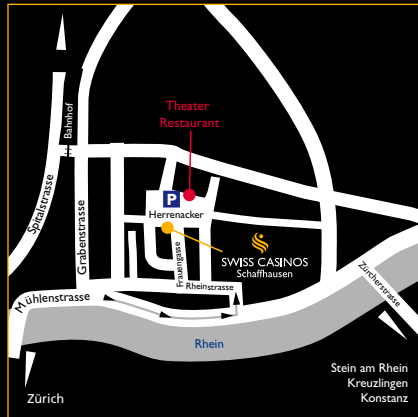 Theater
Restaurant
Bahnhof
Spitalstrasse
P
Herrenacker
Grabenstrasse
Frauengasse
SWISS CASINOS
Schaffhausen
Rheinstrasse
Mühlenstrasse
Zürcherstrasse
Rhein
Stein am Rhein
Kreuzlingen
Konstanz
Zürich